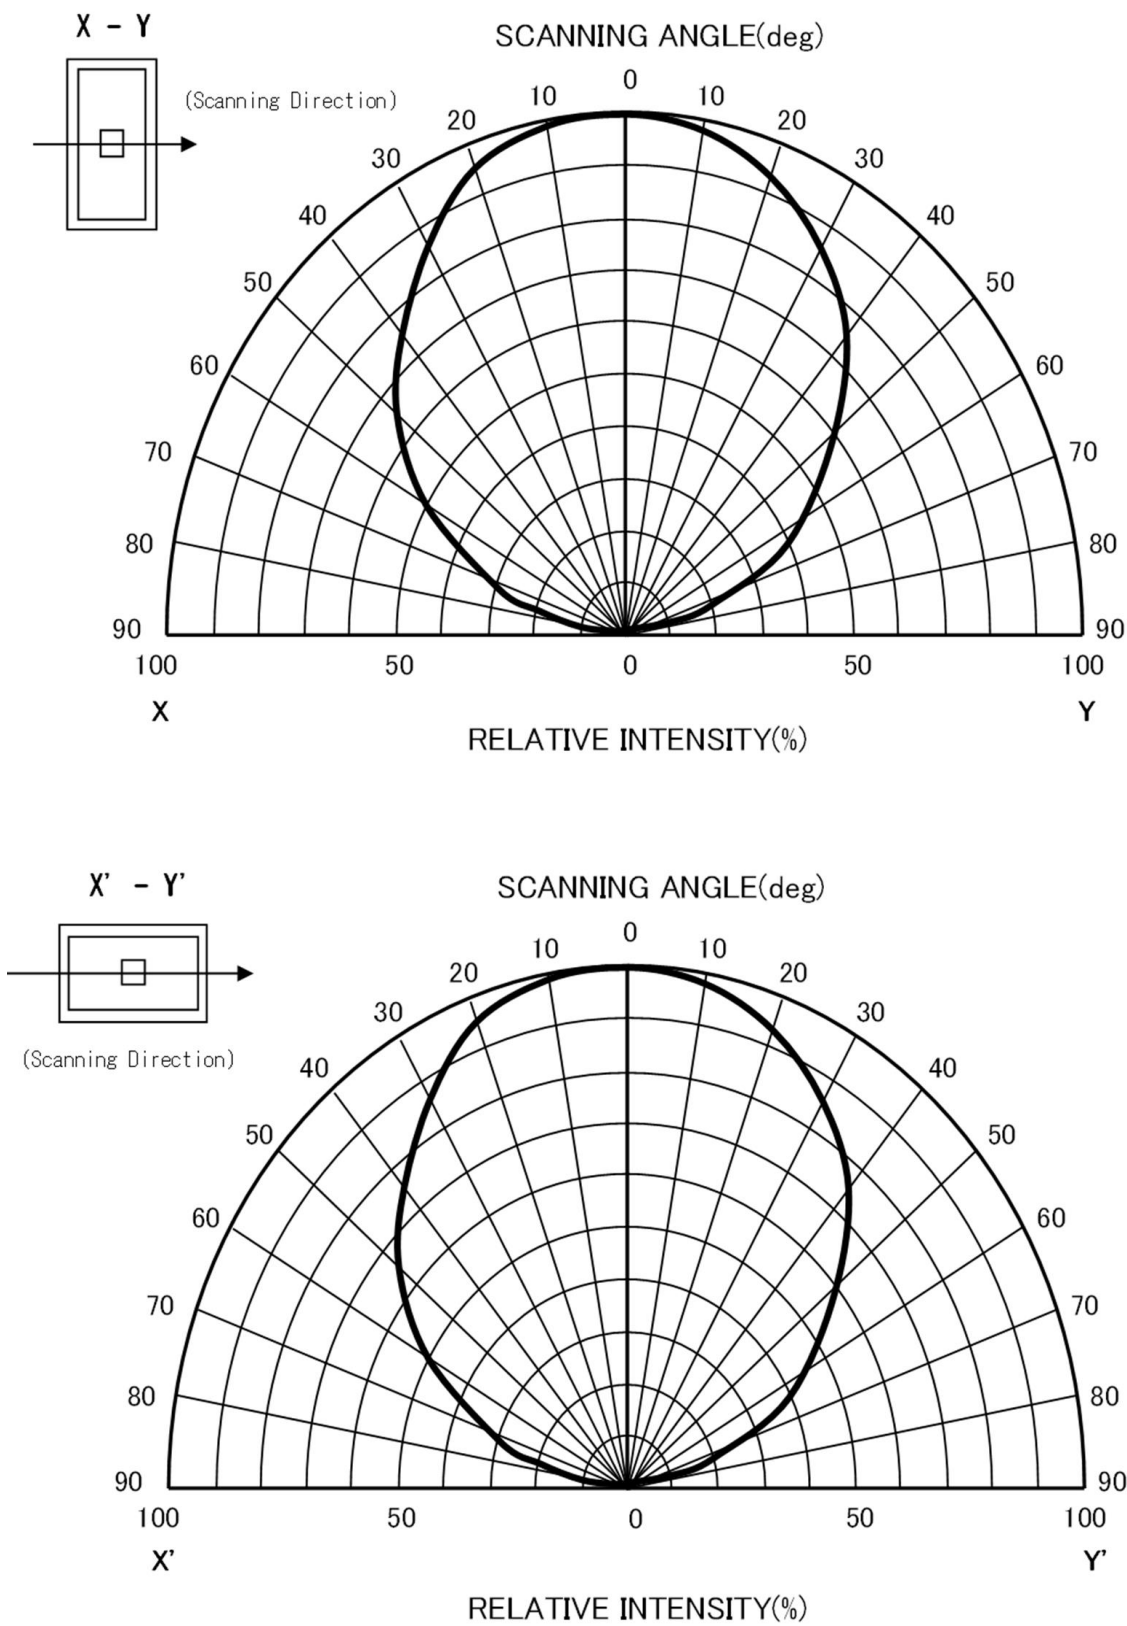 X - Y
SCANNING ANGLE(deg)
(Scanning Direction)
0
10 10
20 20
30 30
40 40
50 50
60 60
70 70
80 80
90 90
100 50 0 50 100
X Y
RELATIVE INTENSITY(%)
X' - Y'
SCANNING ANGLE(deg)
0
10 10
20 20
30 30
(Scanning Direction)
40 40
50 50
60 60
70 70
80 80
90 90
100 50 0 50 100
X' Y'
RELATIVE INTENSITY(%)